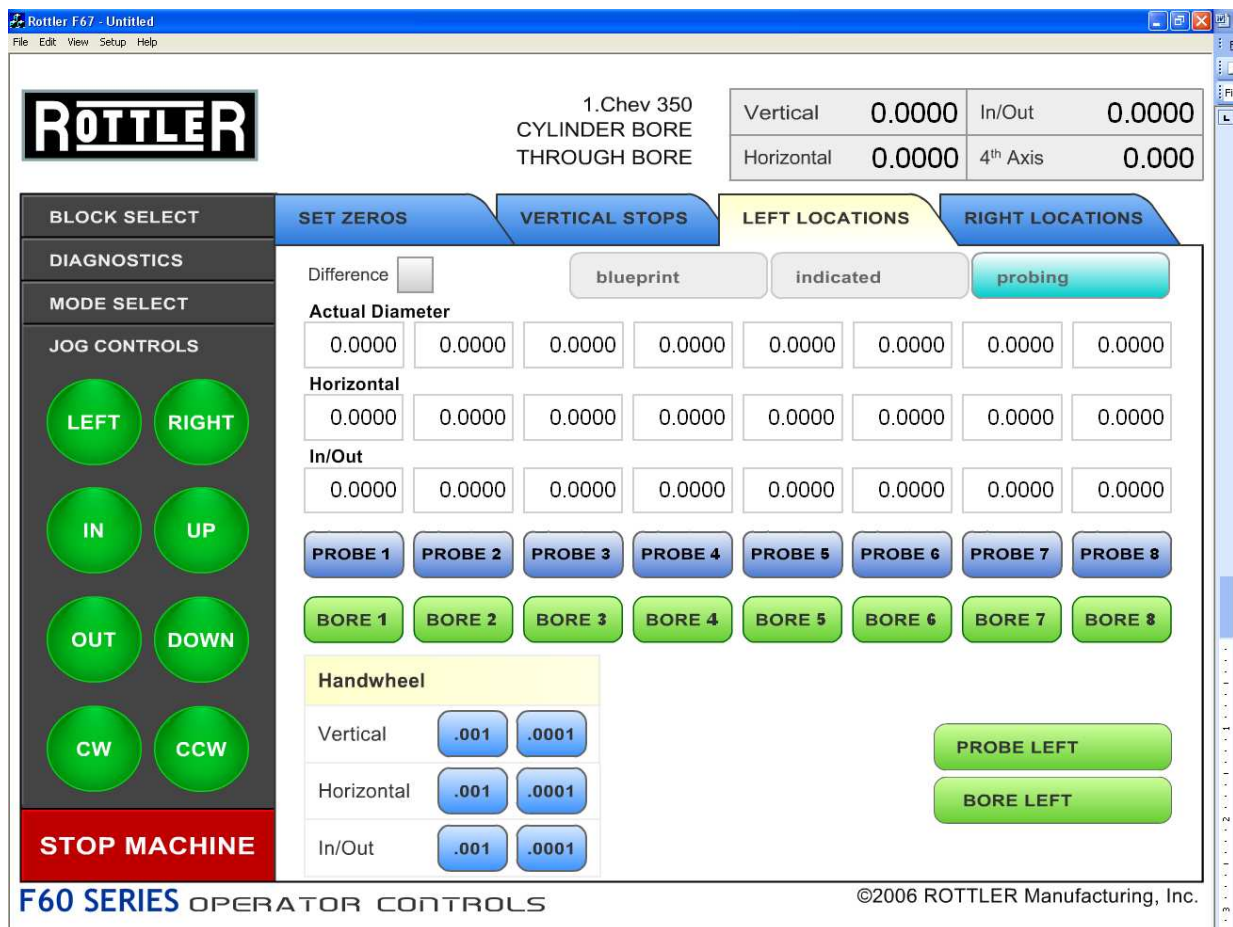 Rottler F67 - Untitled
File Edit View Setup Help
ROTTLER
1.Chev 350
CYLINDER BORE
THROUGH BORE
Vertical 0.0000 In/Out 0.0000
Horizontal 0.0000 4th Axis 0.000
BLOCK SELECT
DIAGNOSTICS
MODE SELECT
JOG CONTROLS
LEFT RIGHT
IN UP
OUT DOWN
CW CCW
STOP MACHINE
SET ZEROS VERTICAL STOPS LEFT LOCATIONS RIGHT LOCATIONS
Difference blueprint indicated probing
Actual Diameter
0.0000 0.0000 0.0000 0.0000 0.0000 0.0000 0.0000 0.0000
Horizontal
0.0000 0.0000 0.0000 0.0000 0.0000 0.0000 0.0000 0.0000
In/Out
0.0000 0.0000 0.0000 0.0000 0.0000 0.0000 0.0000 0.0000
PROBE 1 PROBE 2 PROBE 3 PROBE 4 PROBE 5 PROBE 6 PROBE 7 PROBE 8
BORE 1 BORE 2 BORE 3 BORE 4 BORE 5 BORE 6 BORE 7 BORE 8
Handwheel
Vertical .001 .0001
Horizontal .001 .0001
In/Out .001 .0001
PROBE LEFT
BORE LEFT
F60 SERIES OPERATOR CONTROLS
©2006 ROTTLER Manufacturing, Inc.